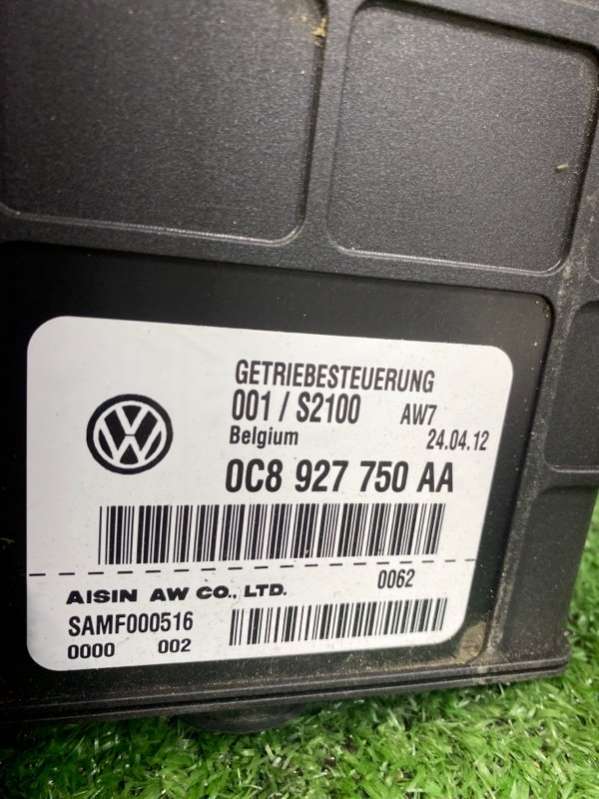 GETRIEBESTEUERUNG
001 / S2100 AW7
Belgium 24.04.12
0C8 927 750 AA
AISIN AW CO., LTD. 0062
SAMF000516
0000 002